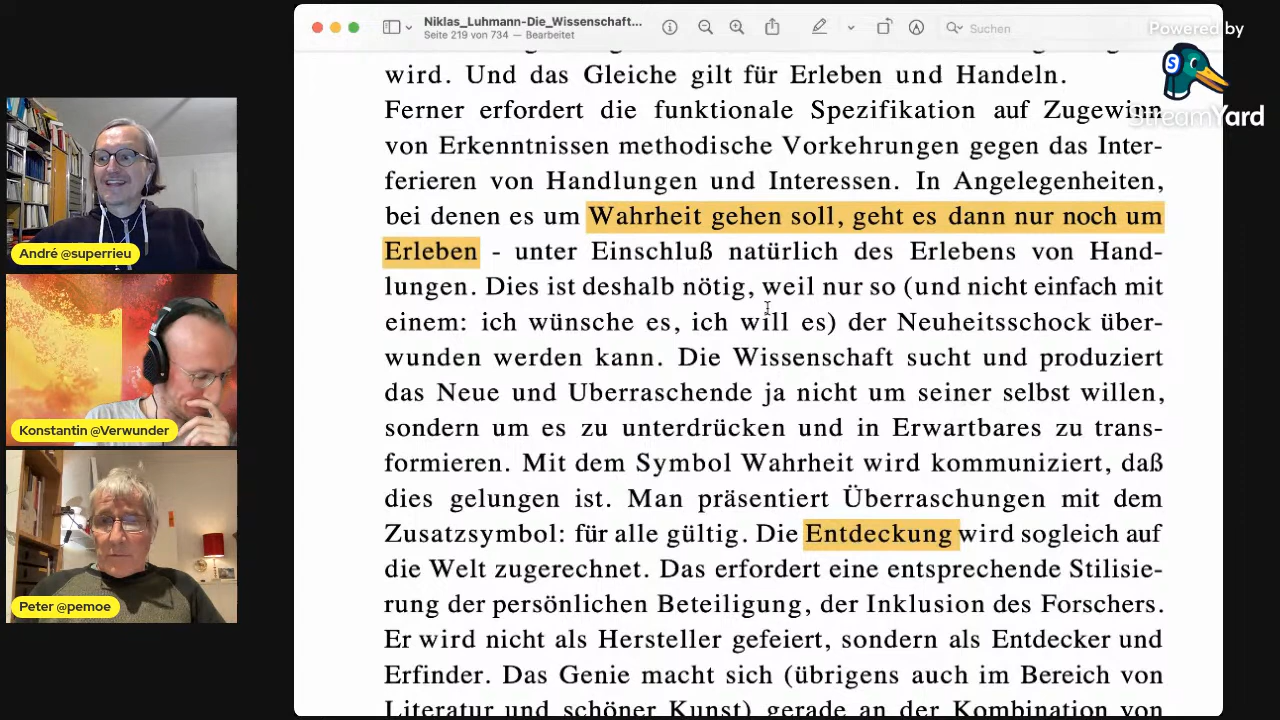 Niklas_Luhmann-Die_Wissenschaft...
Seite 219 von 734 – Bearbeitet
Suchen
Powered by
StreamYard
wird. Und das Gleiche gilt für Erleben und Handeln.
Ferner erfordert die funktionale Spezifikation auf Zugewinn
von Erkenntnissen methodische Vorkehrungen gegen das Inter-
ferieren von Handlungen und Interessen. In Angelegenheiten,
bei denen es um Wahrheit gehen soll, geht es dann nur noch um
Erleben - unter Einschluß natürlich des Erlebens von Hand-
lungen. Dies ist deshalb nötig, weil nur so (und nicht einfach mit
einem: ich wünsche es, ich will es) der Neuheitsschock über-
wunden werden kann. Die Wissenschaft sucht und produziert
das Neue und Uberraschende ja nicht um seiner selbst willen,
sondern um es zu unterdrücken und in Erwartbares zu trans-
formieren. Mit dem Symbol Wahrheit wird kommuniziert, daß
dies gelungen ist. Man präsentiert Überraschungen mit dem
Zusatzsymbol: für alle gültig. Die Entdeckung wird sogleich auf
die Welt zugerechnet. Das erfordert eine entsprechende Stilisie-
rung der persönlichen Beteiligung, der Inklusion des Forschers.
Er wird nicht als Hersteller gefeiert, sondern als Entdecker und
Erfinder. Das Genie macht sich (übrigens auch im Bereich von
Literatur und schöner Kunst) gerade an der Kombination von
André @superrieu
Konstantin @Verwunder
Peter @pemoe